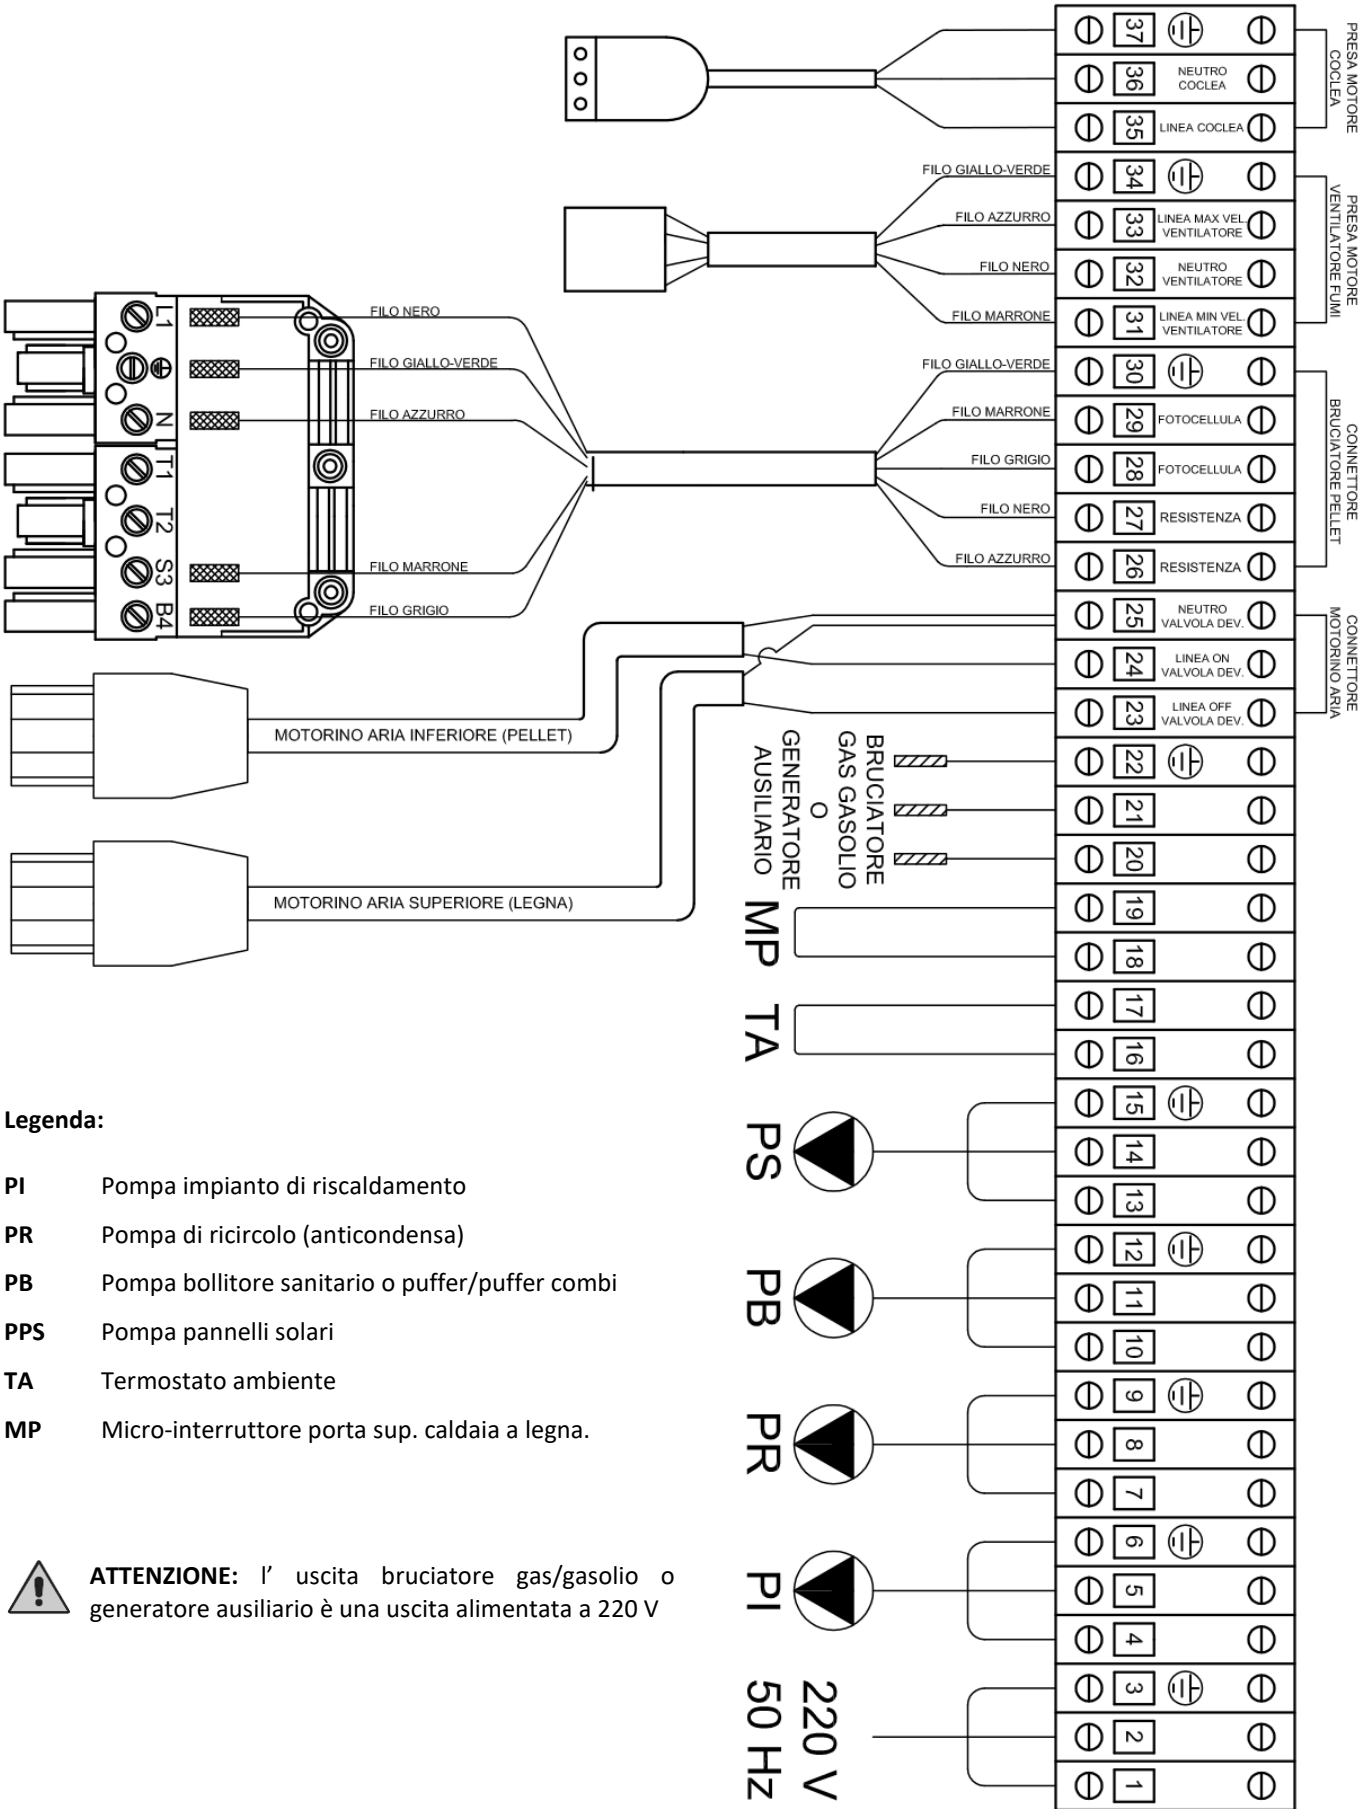 37
36
NEUTRO
COCLEA
35
LINEA COCLEA
PRESA MOTORE
COCLEA
FILO GIALLO-VERDE
34
FILO AZZURRO
33
LINEA MAX VEL.
VENTILATORE
FILO NERO
32
NEUTRO
VENTILATORE
FILO MARRONE
31
LINEA MIN VEL.
VENTILATORE
PRESA MOTORE
VENTILATORE FUMI
FILO GIALLO-VERDE
30
FILO MARRONE
29
FOTOCELLULA
FILO GRIGIO
28
FOTOCELLULA
FILO NERO
27
RESISTENZA
FILO AZZURRO
26
RESISTENZA
CONNETTORE
BRUCIATORE PELLET
L1
FILO NERO
FILO GIALLO-VERDE
N
FILO AZZURRO
T1
T2
S3
FILO MARRONE
B4
FILO GRIGIO
25
NEUTRO
VALVOLA DEV.
24
LINEA ON
VALVOLA DEV.
23
LINEA OFF
VALVOLA DEV.
CONNETTORE
MOTORINO ARIA
MOTORINO ARIA INFERIORE (PELLET)
MOTORINO ARIA SUPERIORE (LEGNA)
BRUCIATORE
GAS GASOLIO
O
GENERATORE
AUSILIARIO
22
21
20
MP
19
18
TA
17
16
PS
15
14
13
PB
12
11
10
PR
9
8
7
PI
6
5
4
220 V
50 Hz
3
2
1
Legenda:
PI Pompa impianto di riscaldamento
PR Pompa di ricircolo (anticondensa)
PB Pompa bollitore sanitario o puffer/puffer combi
PPS Pompa pannelli solari
TA Termostato ambiente
MP Micro-interruttore porta sup. caldaia a legna.
ATTENZIONE: l’ uscita bruciatore gas/gasolio o
generatore ausiliario è una uscita alimentata a 220 V